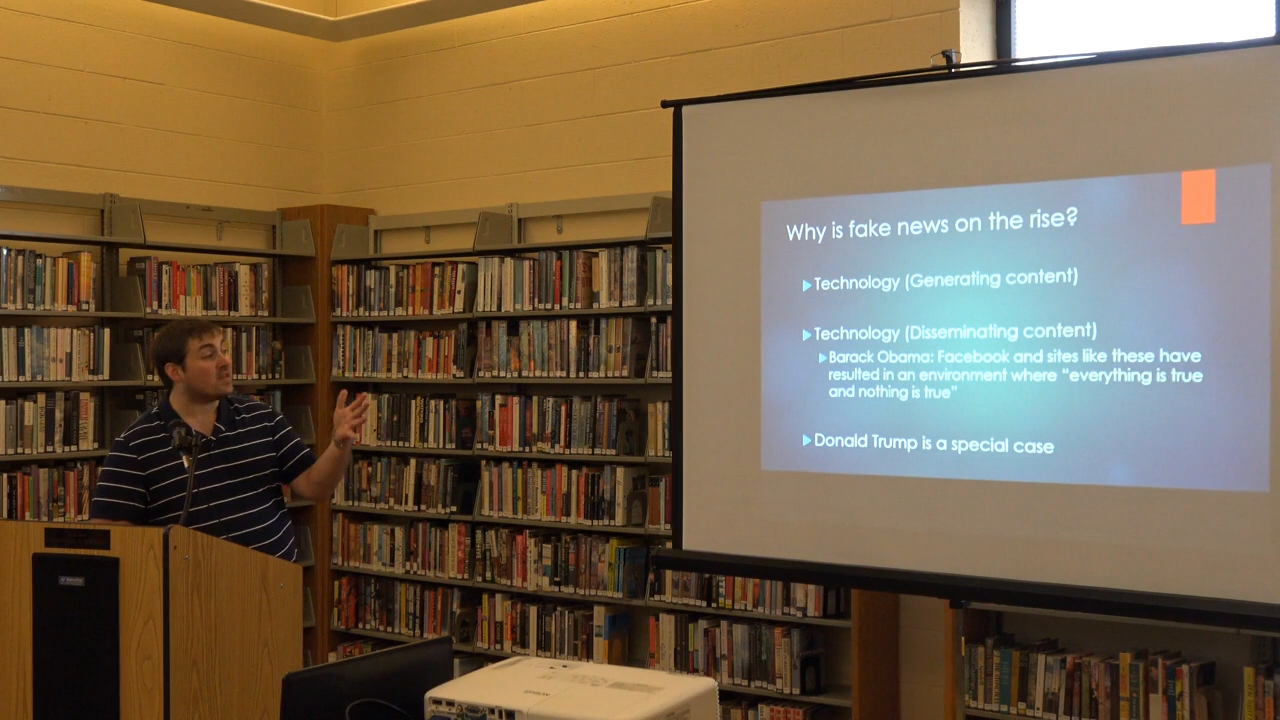 Why is fake news on the rise?
Technology (Generating content)
Technology (Disseminating content)
Barack Obama: Facebook and sites like these have
resulted in an environment where “everything is true
and nothing is true”
Donald Trump is a special case
EPSON